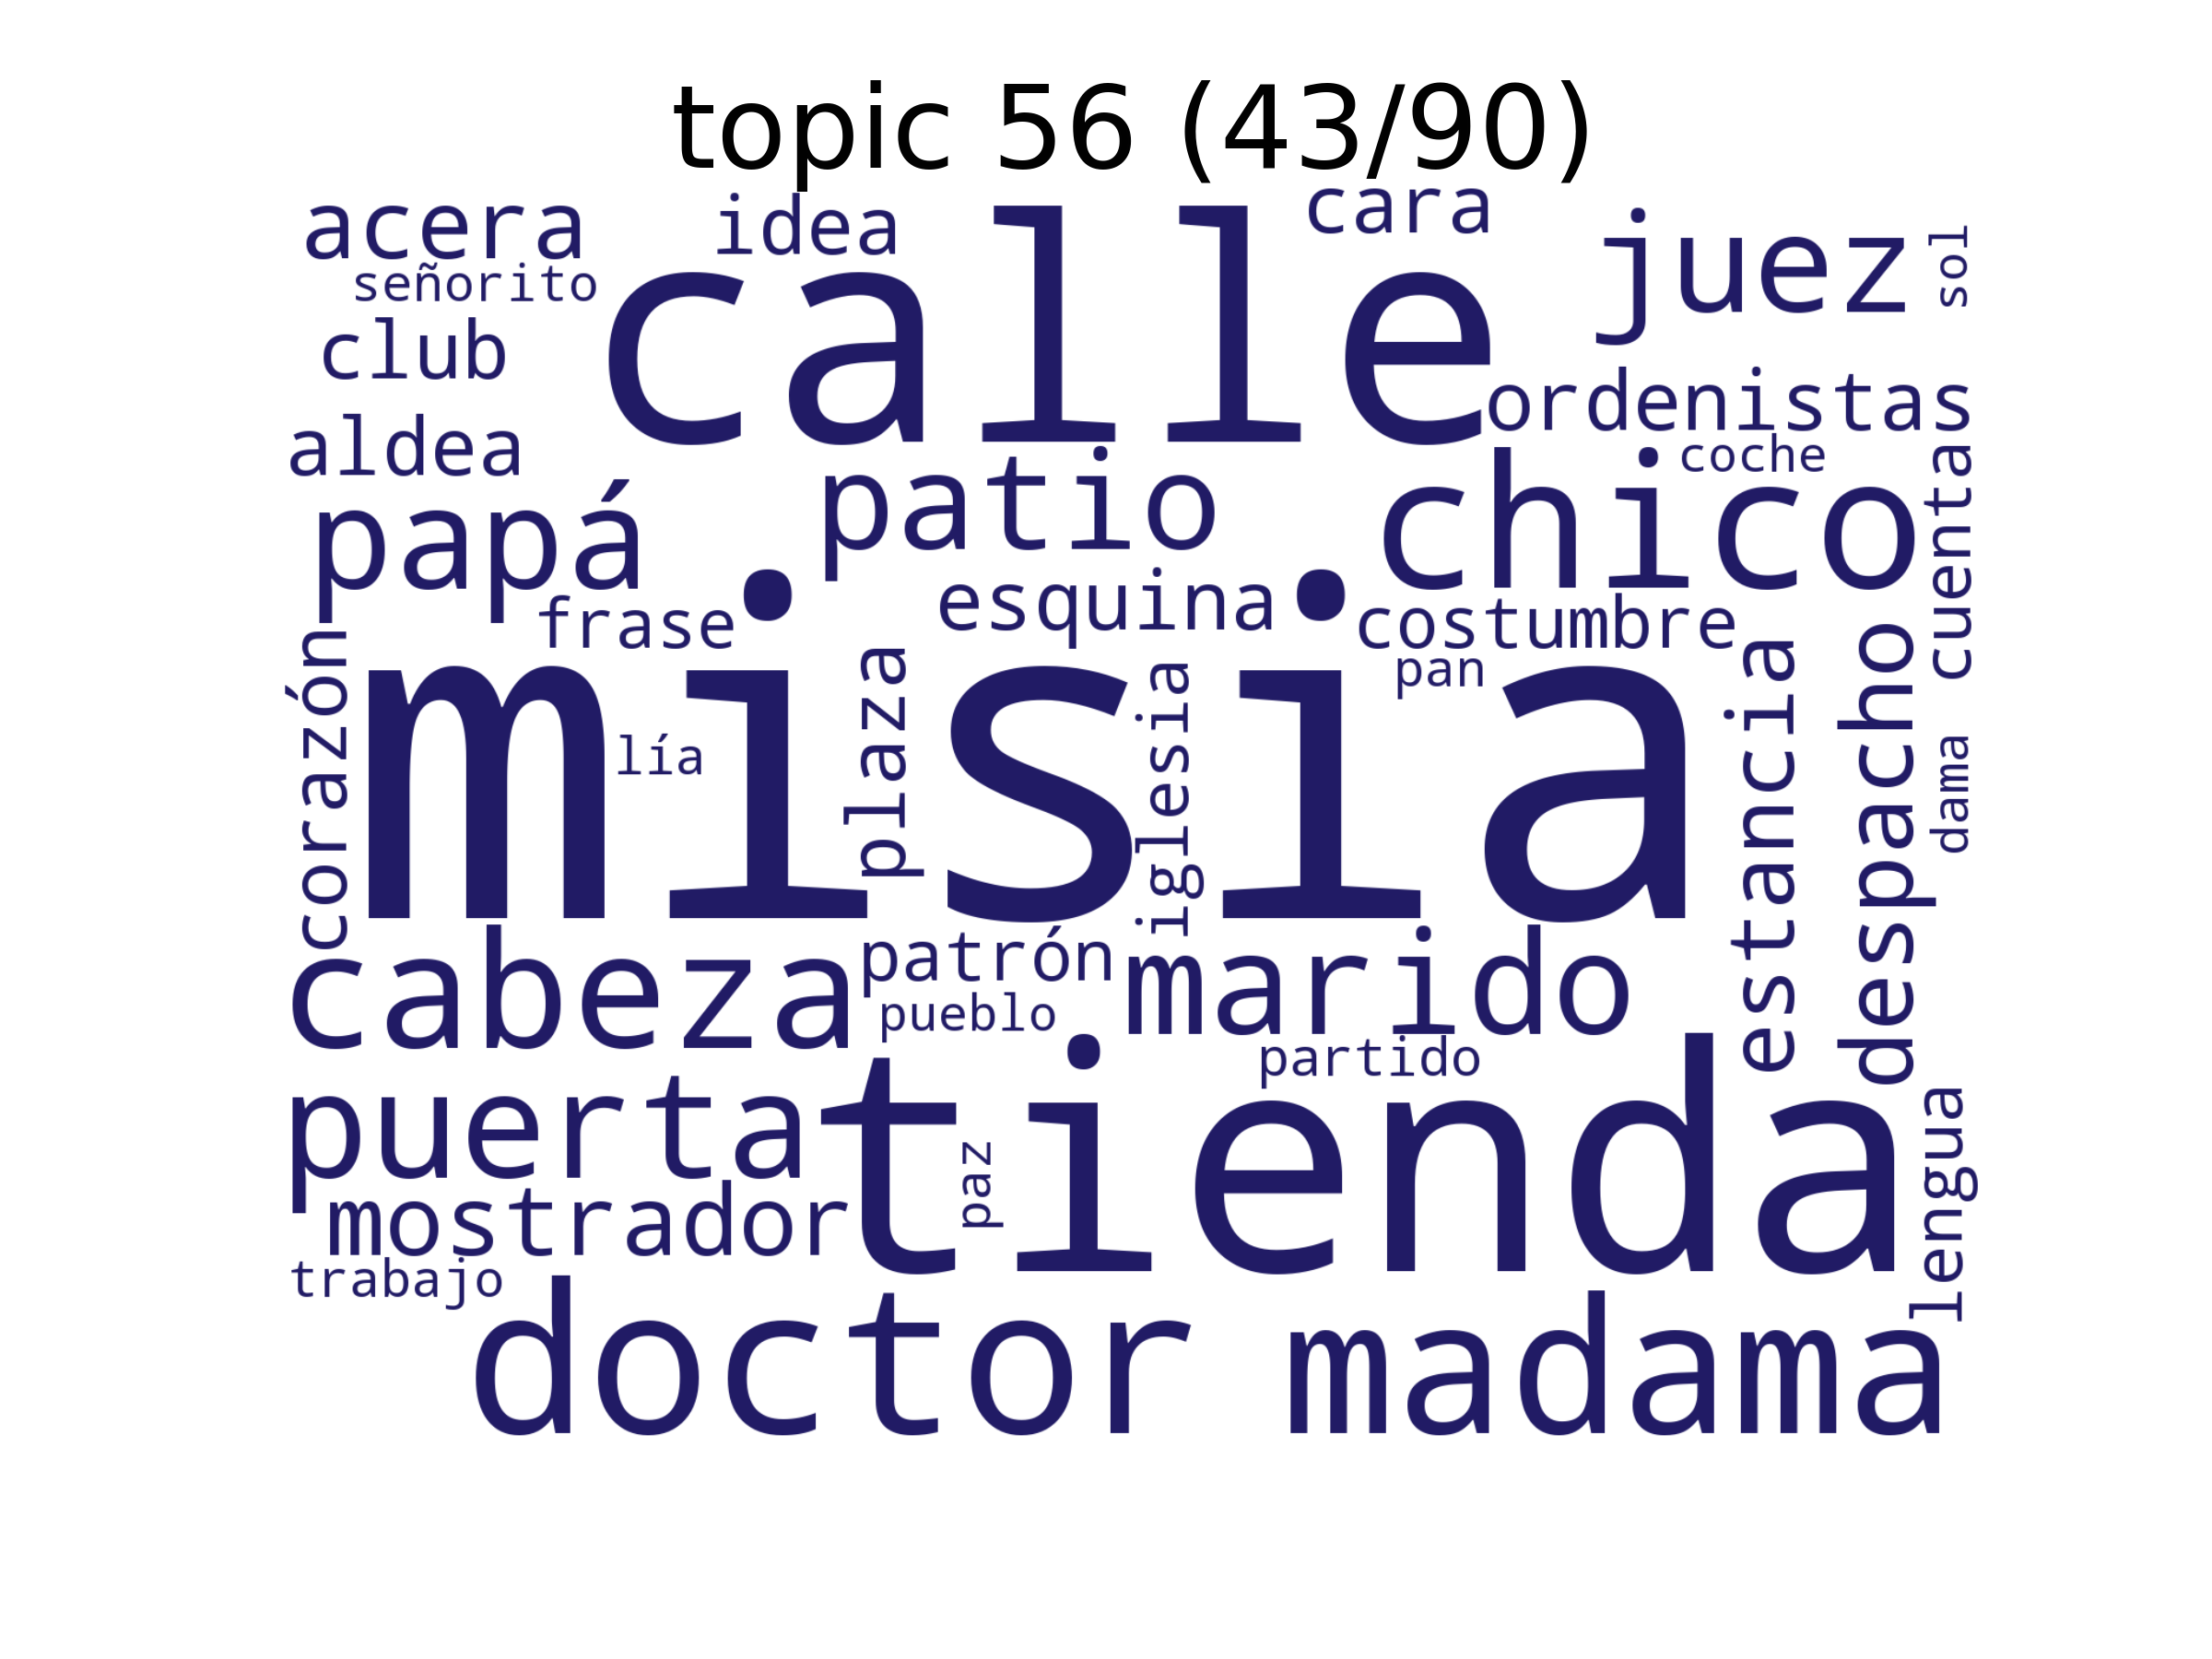 topic 56 (43/90)
acera
idea
calle
cara
juez
sol
señorito
club
ordenistas
aldea
coche
cuenta
papá
patio
chico
frase
esquina
costumbre
pan
corazón
misia
lía
plaza
iglesia
estancia
despacho
dama
cabeza
patrón
pueblo
marido
partido
puerta
tienda
paz
lengua
mostrador
trabajo
doctor
madama